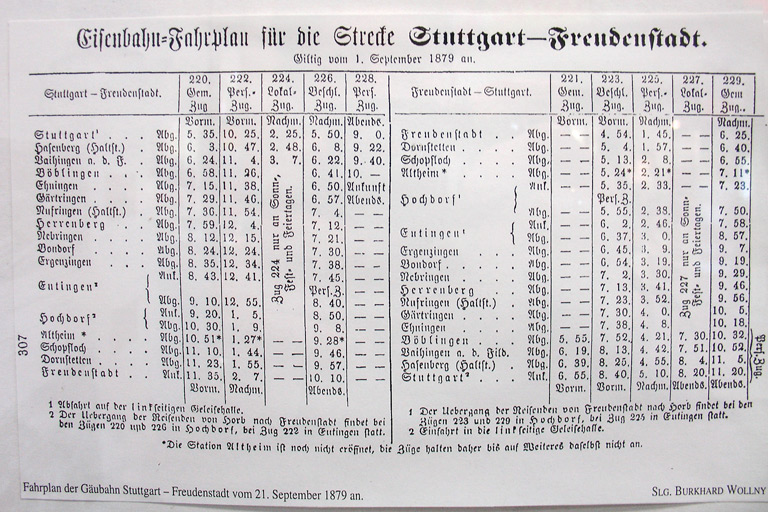 Eisenbahn=Fahrplan für die Strecke Stuttgart—Freudenstadt.
Giltig vom 1. September 1879 an.
Stuttgart – Freudenstadt. 220. Gem. Zug 222. Pers.- Zug. 224. Lokal- Zug. 226. Beschl. Zug. 228. Pers. Zug.
Vorm. Vorm. Nachm. Nachm. Abends.
Stuttgart¹ . . . Abg. 5. 35. 10. 25. 2. 25. 5. 50. 9. 0.
Hasenberg (Haltst.) . Abg. 6. 3. 10. 47. 2. 48. 6. 8. 9. 22.
Vaihingen a. d. F. . Abg. 6. 24. 11. 4. 3. 7. 6. 22. 9. 40.
Böblingen . . . Abg. 6. 58. 11. 26. 6. 41. 10. —
Ehningen . . . Abg. 7. 15. 11. 38. 6. 50. Ankunft
Gärtringen . . . Abg. 7. 29. 11. 46. 6. 57. Abends.
Nufringen (Haltst.) . Abg. 7. 36. 11. 54. 7. 4. — —
Herrenberg . . . Abg. 7. 59. 12. 4. 7. 12. — —
Nebringen . . . Abg. 8. 12. 12. 15. 7. 21. — —
Bondorf . . . Abg. 8. 24. 12. 24. 7. 30. — —
Ergenzingen . . . Abg. 8. 35. 12. 34. 7. 38. — —
Eutingen² { Ank. 8. 43. 12. 41. 7. 45. — —
Pers.Z.
Abg. 9. 10. 12. 55. 8. 40. — —
Hochdorf² { Ank. 9. 20. 1. 5. 8. 50. — —
Abg. 10. 30. 1. 9. 9. 8. — —
Altheim * . . . Abg. 10. 51* 1. 27* 9. 28* — —
Schopfloch . . . Abg. 11. 10. 1. 44. 9. 46. — —
Dornstetten . . . Abg. 11. 23. 1. 55. 9. 57. — —
Freudenstadt . . . Ank. 11. 35. 2. 7. 10. 10. — —
Vorm. Nachm. Abends.
Zug 224 nur an Sonn-, Fest- und Feiertagen.
1 Abfahrt auf der linkseitigen Geleisehalle.
2 Der Uebergang der Reisenden von Horb nach Freudenstadt findet bei
den Zügen 220 und 226 in Hochdorf, bei Zug 222 in Eutingen statt.
Freudenstadt – Stuttgart. 221. Gem. Zug. 223. Beschl. Zug. 225. Pers. Zug. 227. Lokal- Zug. 229. Gem Zug.
Vorm. Vorm. Nachm. Nachm.
Freudenstadt . . Abg. — — 4. 54. 1. 45. 6. 25.
Dornstetten . . . Abg. — — 5. 4. 1. 57. 6. 40.
Schopfloch . . . Abg. — — 5. 13. 2. 8. 6. 55.
Altheim * . . . Abg. — — 5. 24* 2. 21* 7. 11*
Hochdorf¹ { Ank. — — 5. 35. 2. 33. 7. 23.
Pers. Z.
Abg. — — 5. 55. 2. 38. 7. 50.
Eutingen¹ { Ank. — — 6. 2. 2. 46. 7. 58.
Abg. — — 6. 37. 3. 0. 8. 57.
Ergenzingen . . . Abg. — — 6. 45. 3. 9. 9. 7.
Bondorf . . . Abg. — — 6. 54. 3. 19. 9. 19.
Nebringen . . . Abg. — — 7. 2. 3. 30. 9. 29.
Herrenberg . . . Abg. — — 7. 13. 3. 41. 9. 46.
Nufringen (Haltst.) . Abg. — — 7. 23. 3. 52. 9. 56.
Gärtringen . . . Abg. — — 7. 30. 4. 0. 10. 5.
Ehningen . . . Abg. — — 7. 38. 4. 8. 10. 18.
Böblingen . . . Abg. 5. 55. 7. 52. 4. 21. 7. 30. 10. 32.
Vaihingen a. d. Fild. Abg. 6. 19. 8. 13. 4. 42. 7. 51. 10. 52.
Hasenberg (Haltst.) . Abg. 6. 39. 8. 25. 4. 55. 8. 4. 11. 5.
Stuttgart² . . . Ank. 6. 55. 8. 40. 5. 10. 8. 20. 11. 20.
Vorm. Vorm. Nachm. Abends. Abends.
Zug 227 nur an Sonn- Fest- und Feiertagen.
1 Der Uebergang der Reisenden von Freudenstadt nach Horb findet bei den
Zügen 223 und 229 in Hochdorf, bei Zug 225 in Eutingen statt.
2 Einfahrt in die linkseitige Geleisehalle.
*Die Station Altheim ist noch nicht eröffnet, die Züge halten daher bis auf Weiteres daselbst nicht an.
307
Fahrplan der Gäubahn Stuttgart – Freudenstadt vom 21. September 1879 an.
SLG. BURKHARD WOLLNY